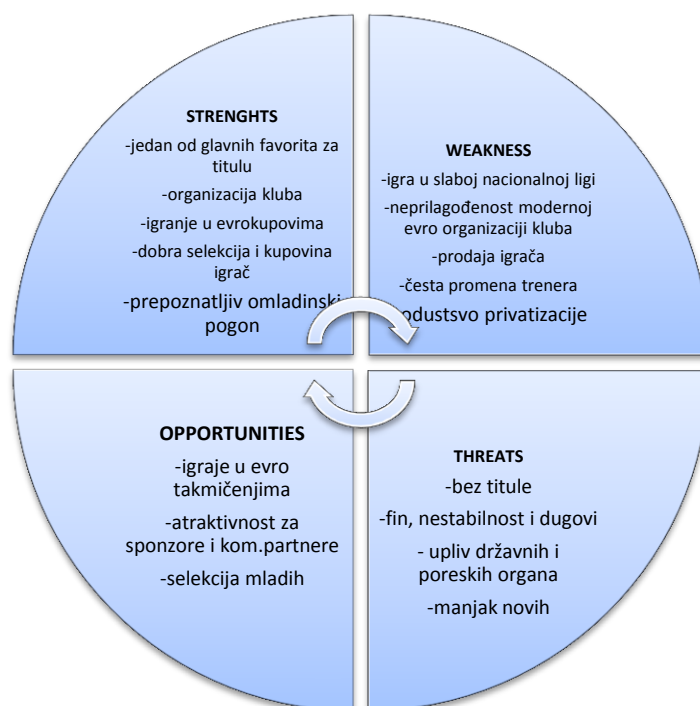 STRENGHTS
-jedan od glavnih favorita za
titulu
-organizacija kluba
-igranje u evrokupovima
-dobra selekcija i kupovina
igrač
-prepoznatljiv omladinski
pogon
WEAKNESS
-igra u slaboj nacionalnoj ligi
-neprilagođenost modernoj
evro organizaciji kluba
-prodaja igrača
-česta promena trenera
odustsvo privatizacije
OPPORTUNITIES
-igraje u evro
takmičenjima
-atraktivnost za
sponzore i kom.partnere
-selekcija mladih
THREATS
-bez titule
-fin, nestabilnost i dugovi
- upliv državnih i
poreskih organa
-manjak novih